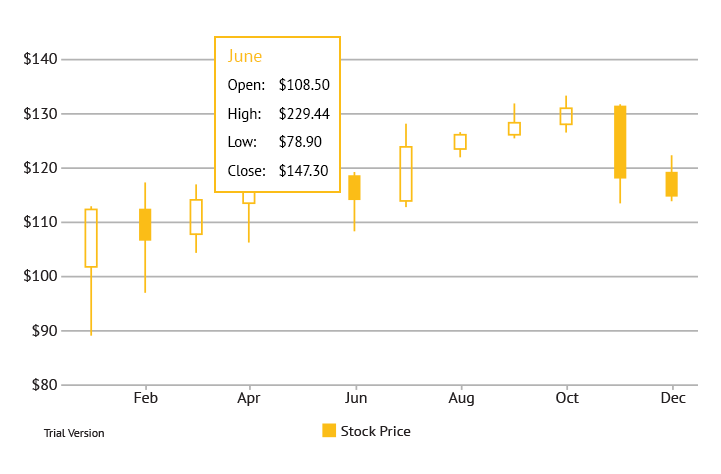 $140
$130
$120
$110
$100
$90
$80
June
Open: $108.50
High: $229.44
Low: $78.90
Close: $147.30
Feb Apr Jun Aug Oct Dec
Trial Version
Stock Price